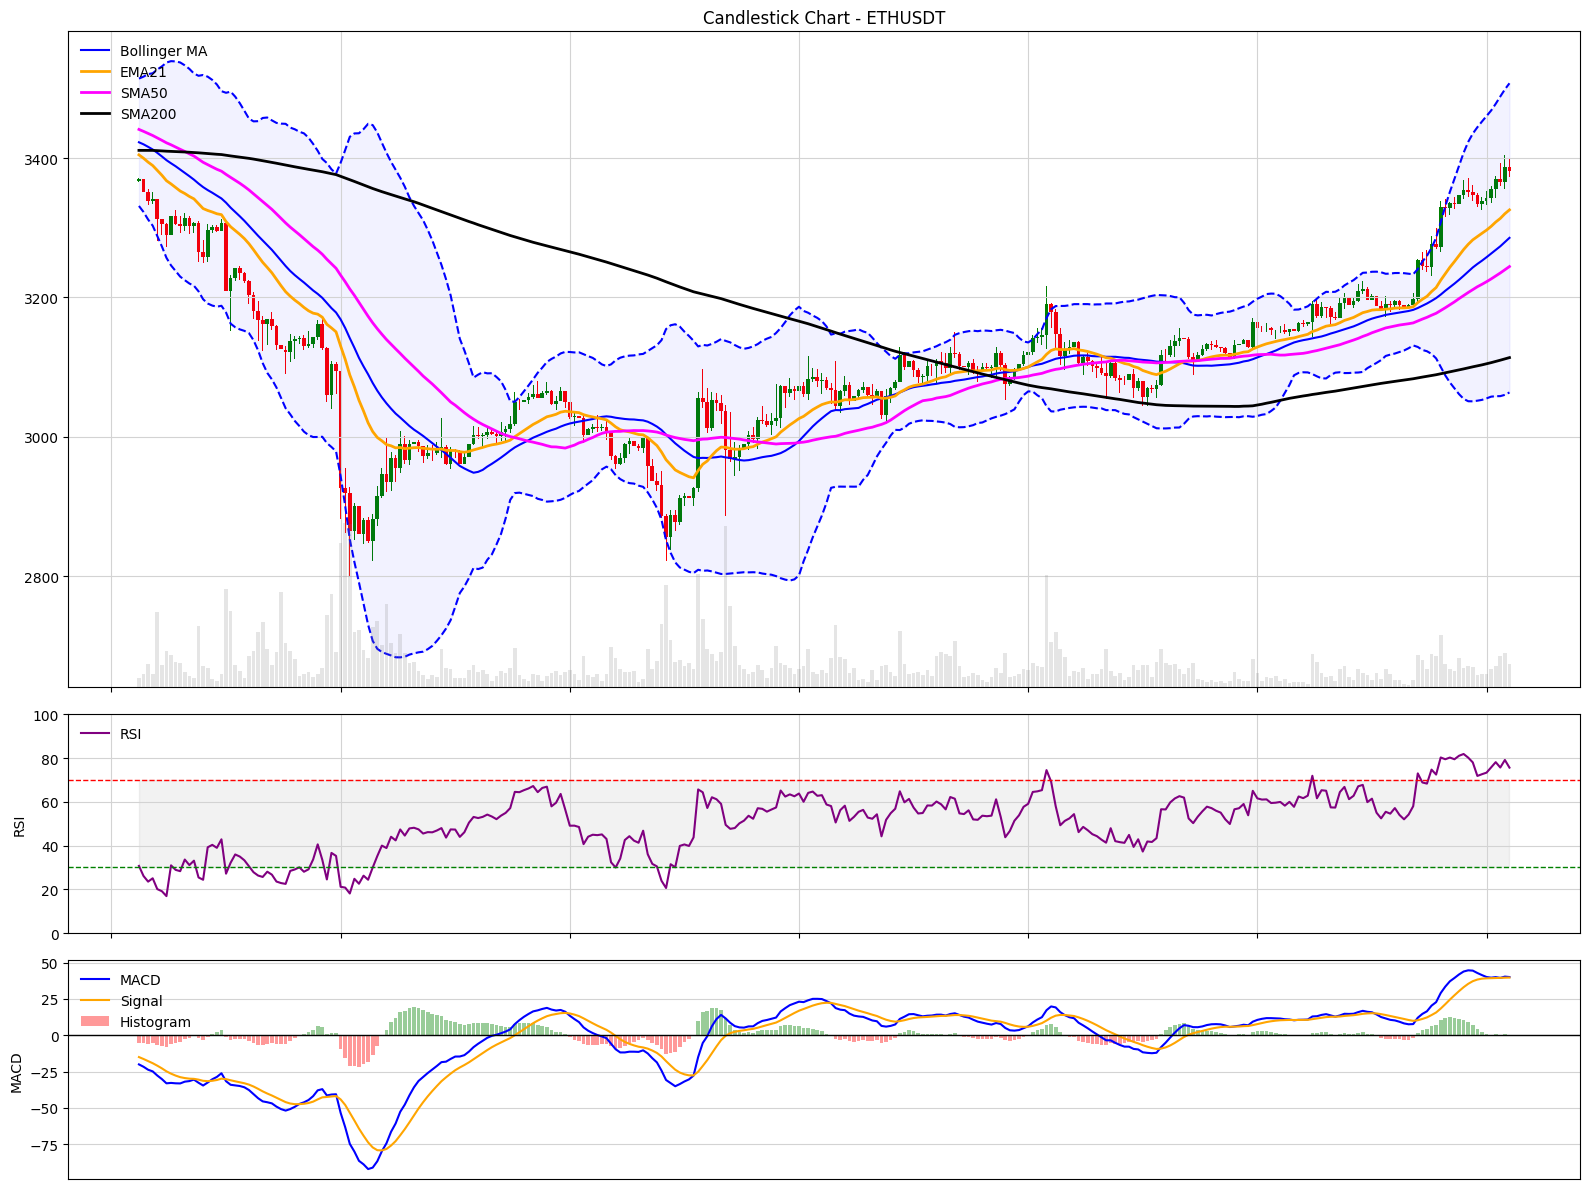 Candlestick Chart - ETHUSDT
Bollinger MA
EMA21
SMA50
SMA200
3400
3200
3000
2800
RSI
100
80
60
40
20
0
RSI
MACD
Signal
Histogram
50
25
0
−25
−50
−75
MACD